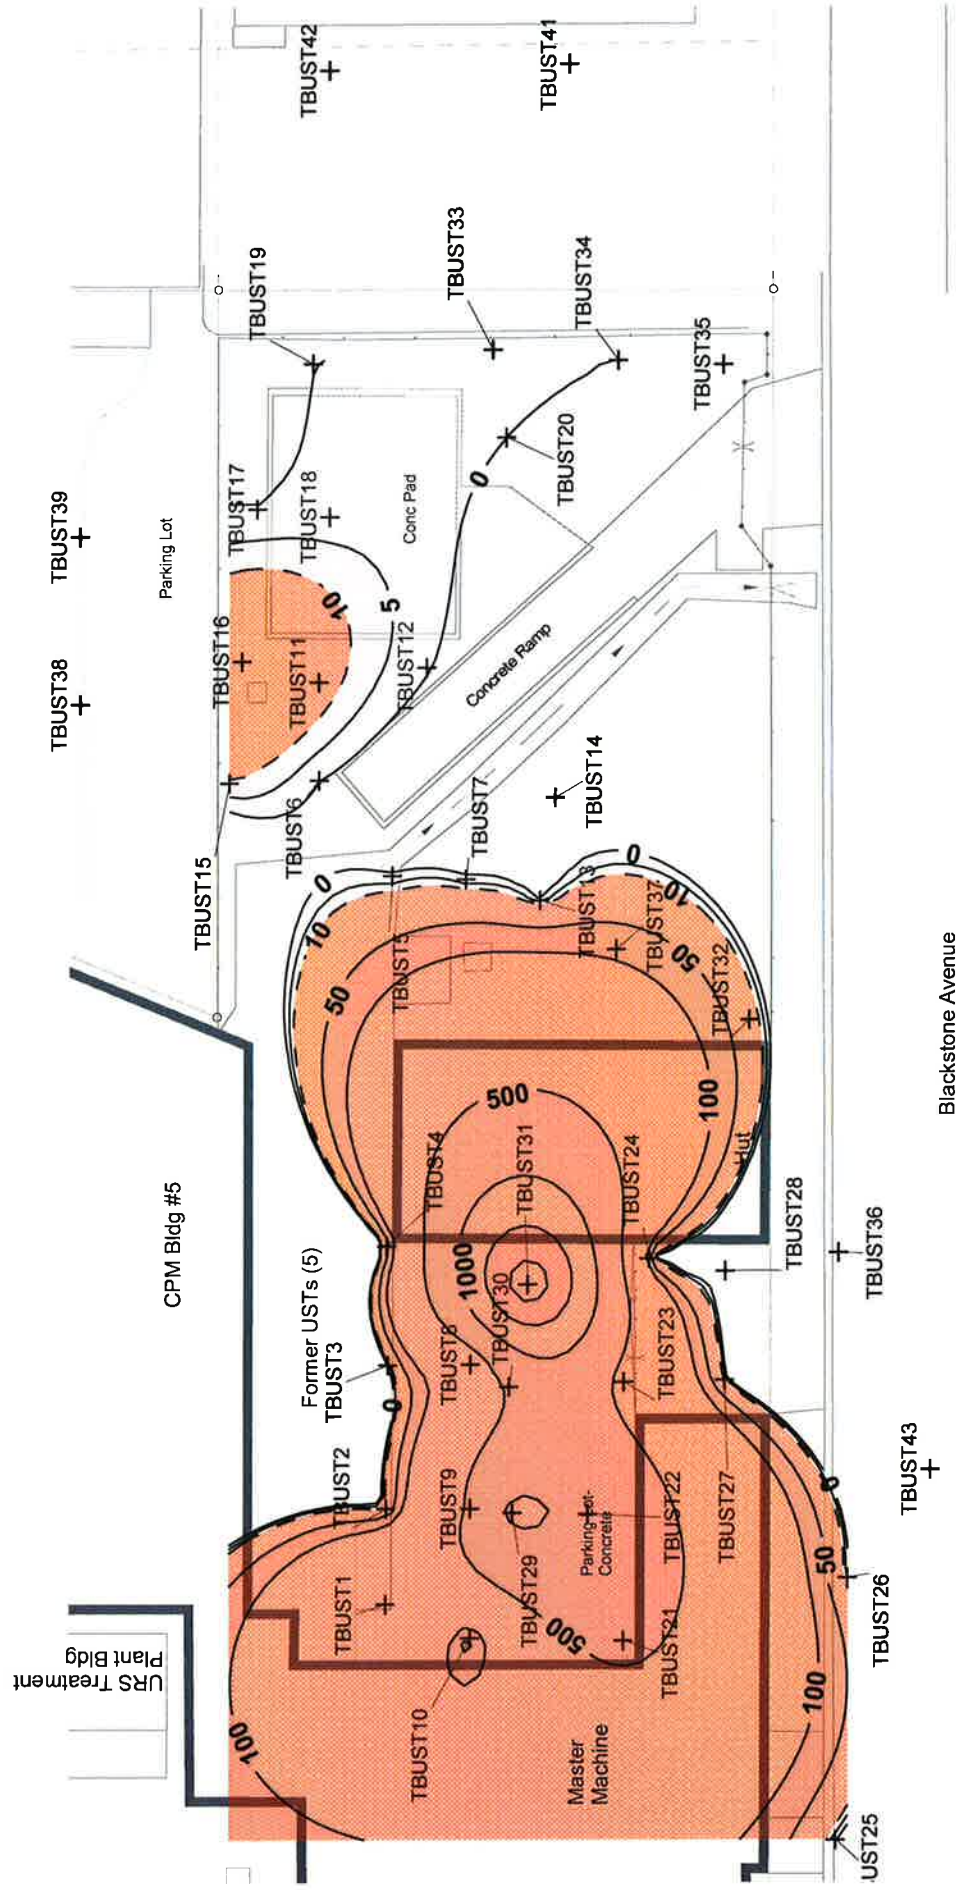 TBUST42
TBUST41
TBUST19
TBUST33
TBUST34
TBUST35
TBUST39
Parking Lot
TBUST17
TBUST18
Conc Pad
0
TBUST20
TBUST38
TBUST16
TBUST11
10
5
TBUST12
Concrete Ramp
TBUST15
TBUST6
TBUST7
TBUST14
0
10
50
TBUST5
TBUST37
0
10
50
TBUST32
CPM Bldg #5
Former USTs (5)
TBUST3
TBUST4
500
TBUST31
TBUST24
100
Hut
TBUST28
TBUST36
1000
TBUST30
TBUST8
TBUST23
0
TBUST2
TBUST9
TBUST29
Parking Lot-
Concrete
TBUST22
TBUST27
TBUST43
0
50
TBUST26
TBUST1
500
TBUST21
URS Treatment
Plant Bldg
100
TBUST10
Master
Machine
100
UST25
Blackstone Avenue